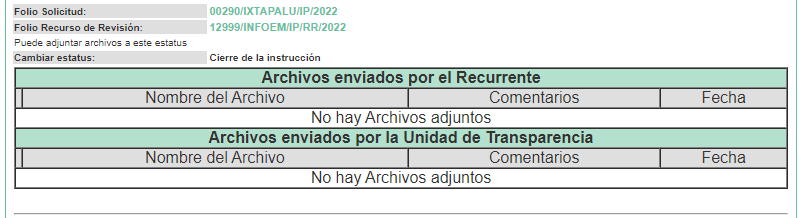 Folio Solicitud: 00290/IXTAPALU/IP/2022
Folio Recurso de Revisión: 12999/INFOEM/IP/RR/2022
Puede adjuntar archivos a este estatus
Cambiar estatus: Cierre de la instrucción
Archivos enviados por el Recurrente
Nombre del Archivo Comentarios Fecha
No hay Archivos adjuntos
Archivos enviados por la Unidad de Transparencia
Nombre del Archivo Comentarios Fecha
No hay Archivos adjuntos